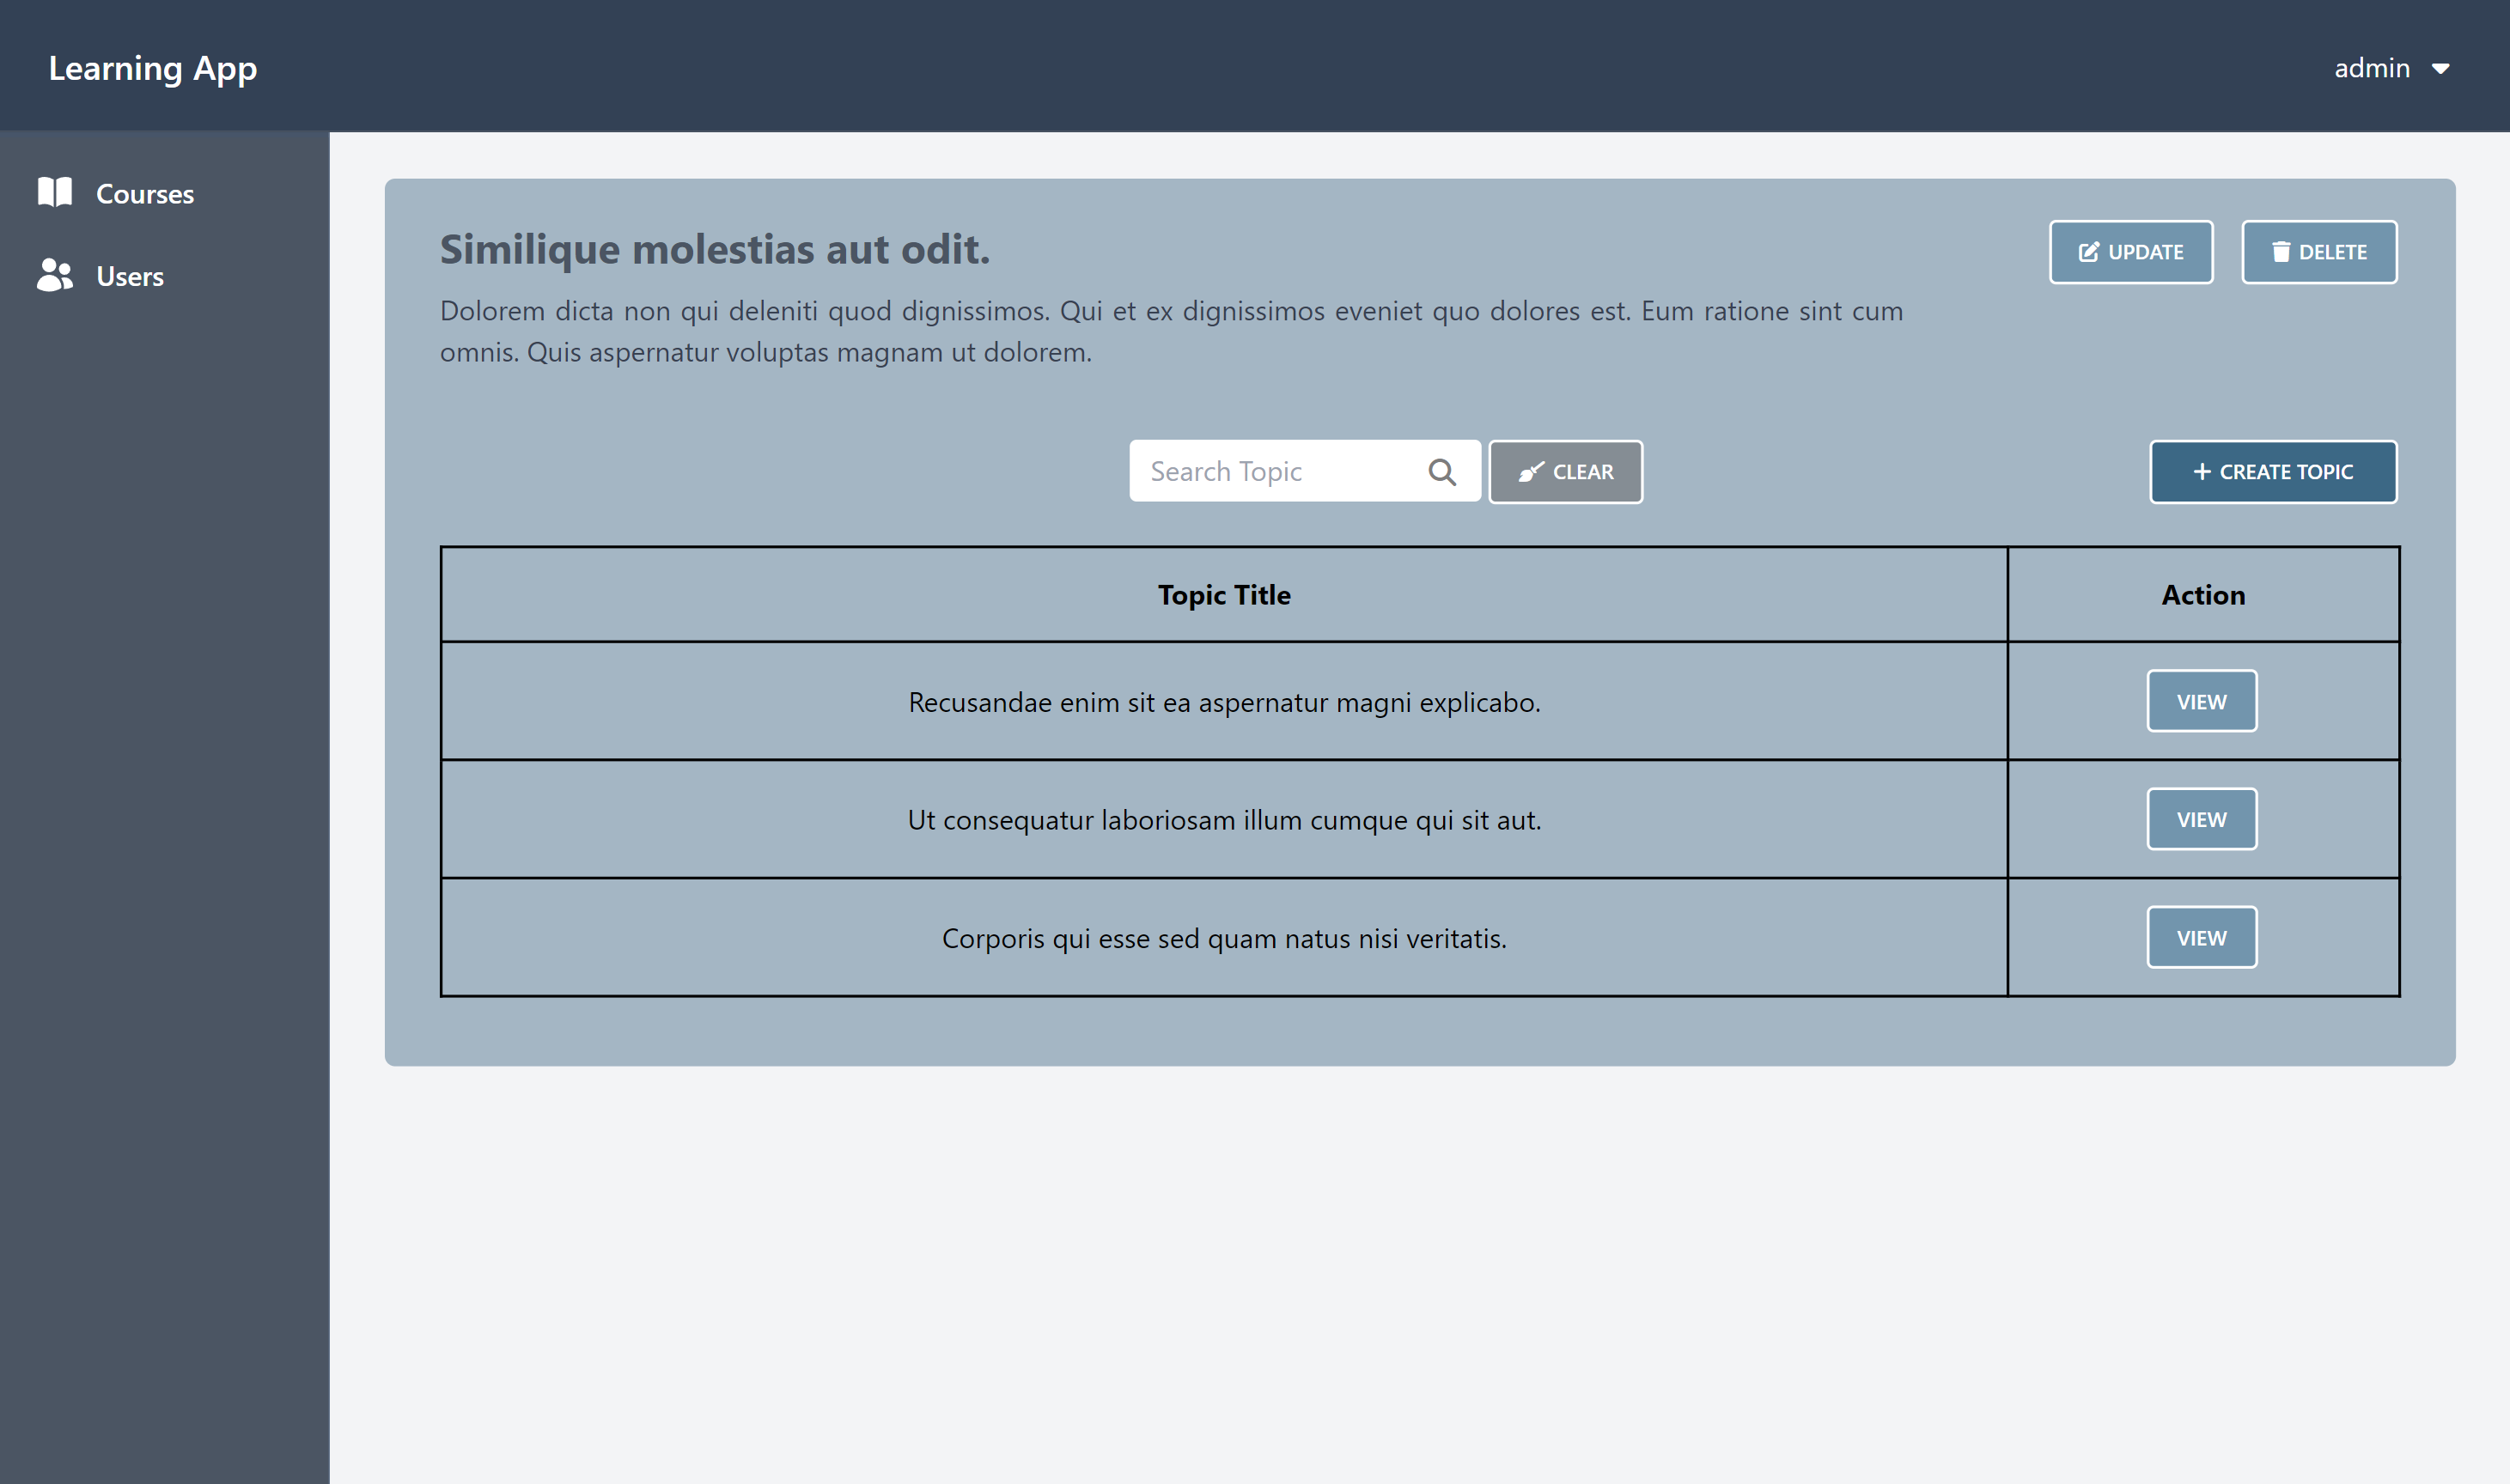 Learning App
admin
Courses
Users
Similique molestias aut odit.
UPDATE
DELETE
Dolorem dicta non qui deleniti quod dignissimos. Qui et ex dignissimos eveniet quo dolores est. Eum ratione sint cum
omnis. Quis aspernatur voluptas magnam ut dolorem.
Search Topic
CLEAR
+ CREATE TOPIC
Topic Title
Action
Recusandae enim sit ea aspernatur magni explicabo.
VIEW
Ut consequatur laboriosam illum cumque qui sit aut.
VIEW
Corporis qui esse sed quam natus nisi veritatis.
VIEW